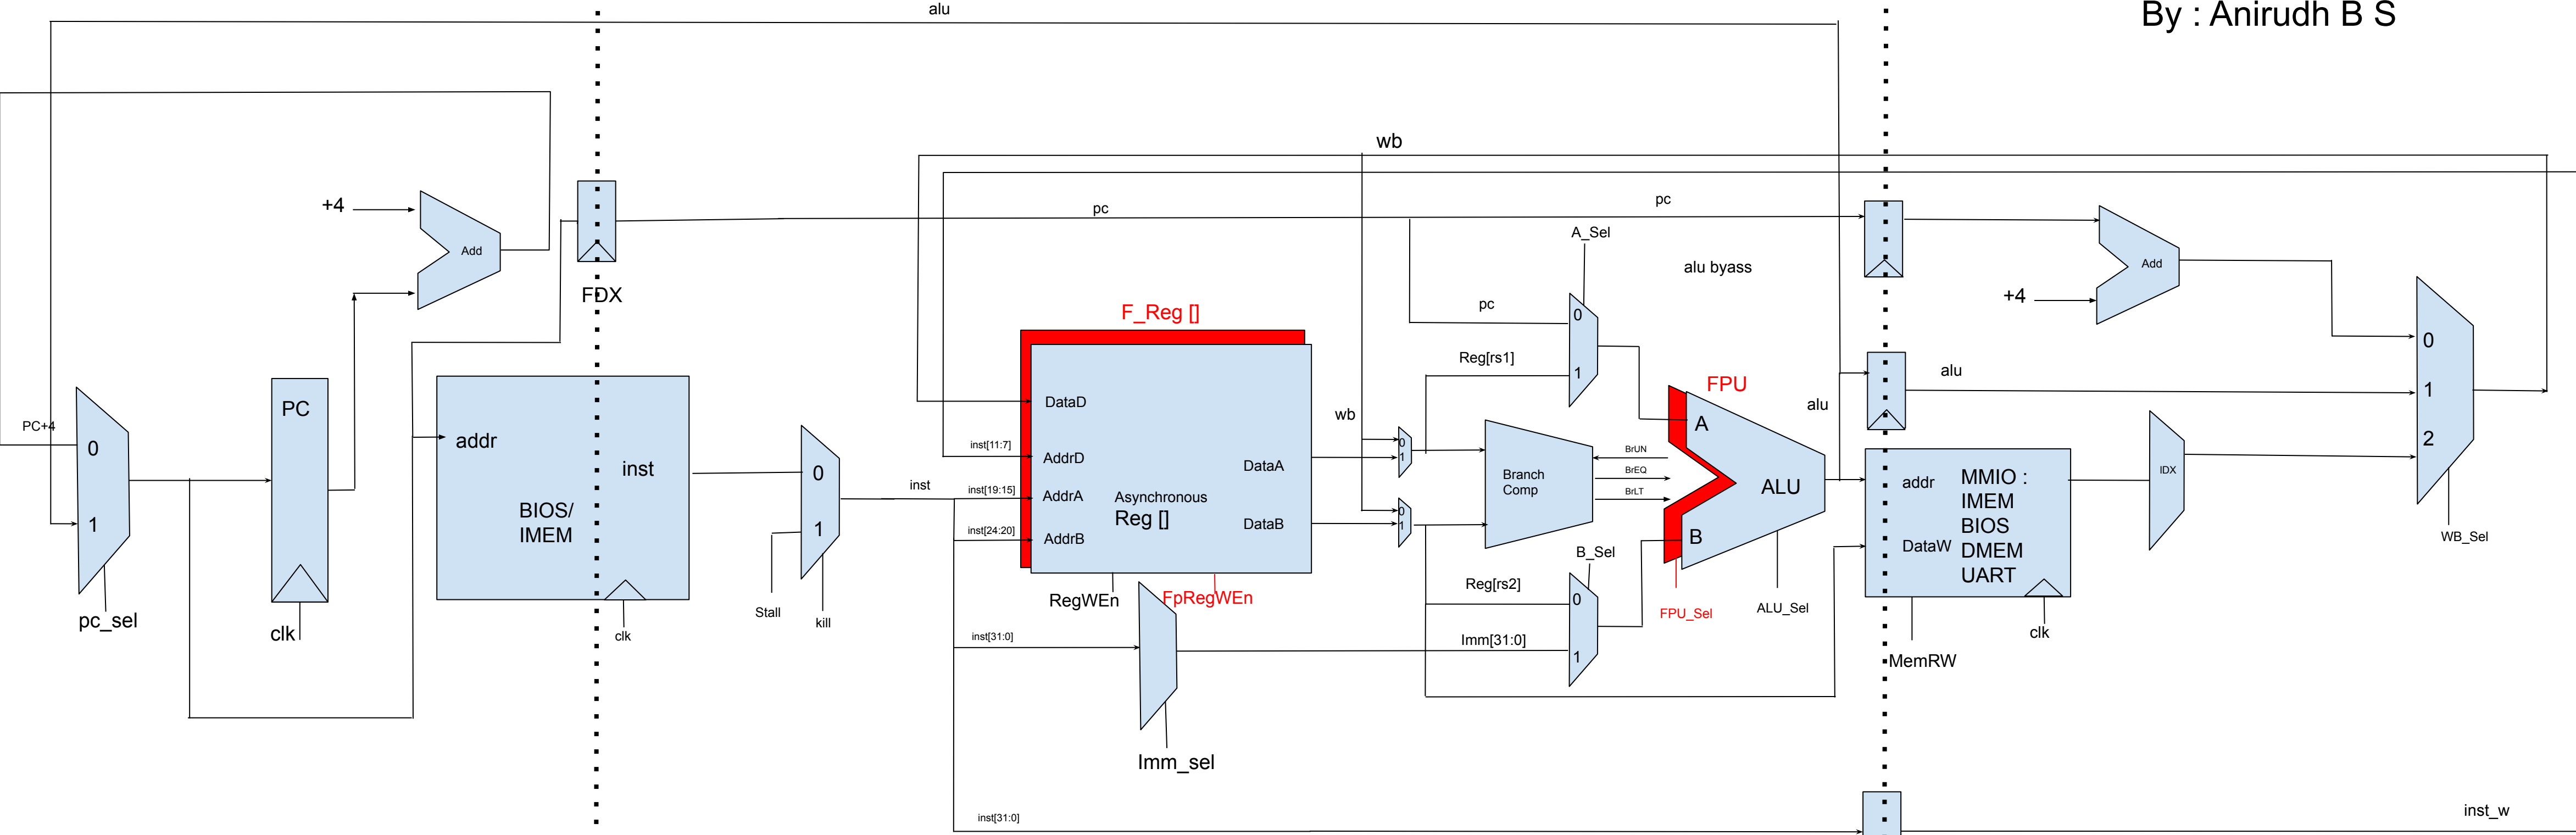 alu
By : Anirudh B S
wb
+4
Add
pc
pc
A_Sel
alu byass
FDX
+4
Add
F_Reg []
pc
0
1
Reg[rs1]
FPU
alu
alu
0
1
2
WB_Sel
PC+4
0
1
pc_sel
PC
clk
addr
inst
BIOS/
IMEM
clk
0
1
Stall
kill
inst
inst[11:7]
inst[19:15]
inst[24:20]
DataD
AddrD
AddrA
AddrB
Asynchronous
Reg []
DataA
DataB
RegWEn
FpRegWEn
wb
0
1
0
1
Branch
Comp
BrUN
BrEQ
BrLT
A
B
ALU
FPU_Sel
ALU_Sel
B_Sel
Reg[rs2]
0
1
Imm[31:0]
addr
DataW
MMIO :
IMEM
BIOS
DMEM
UART
clk
MemRW
IDX
inst[31:0]
Imm_sel
inst[31:0]
inst_w